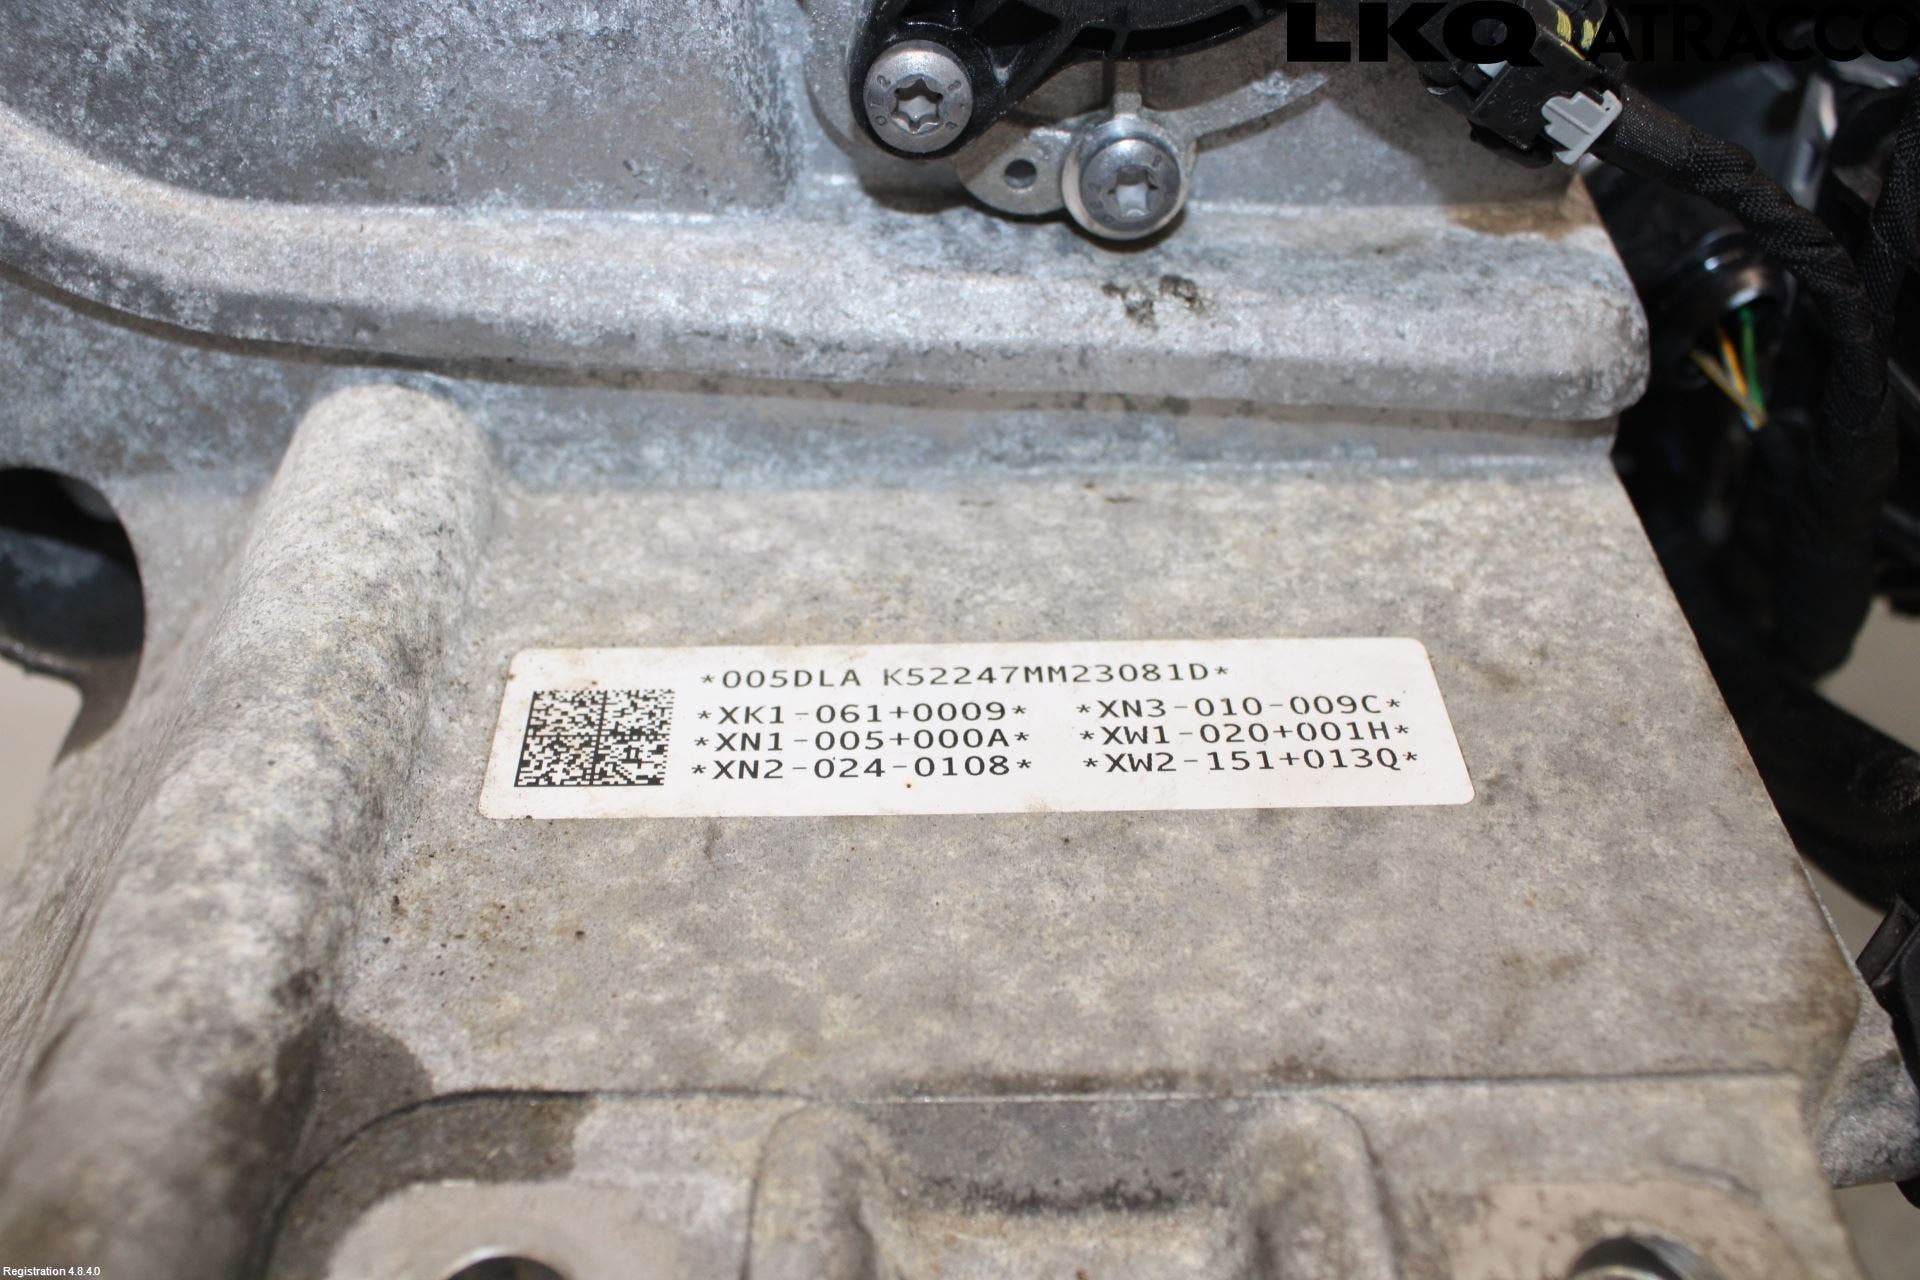 LKQ ATRACCO
*005DLA K52247MM23081D*
*XK1-061+0009* *XN3-010-009C*
*XN1-005+000A* *XW1-020+001H*
*XN2-024-0108* *XW2-151+013Q*
Registration 4.8.4.0